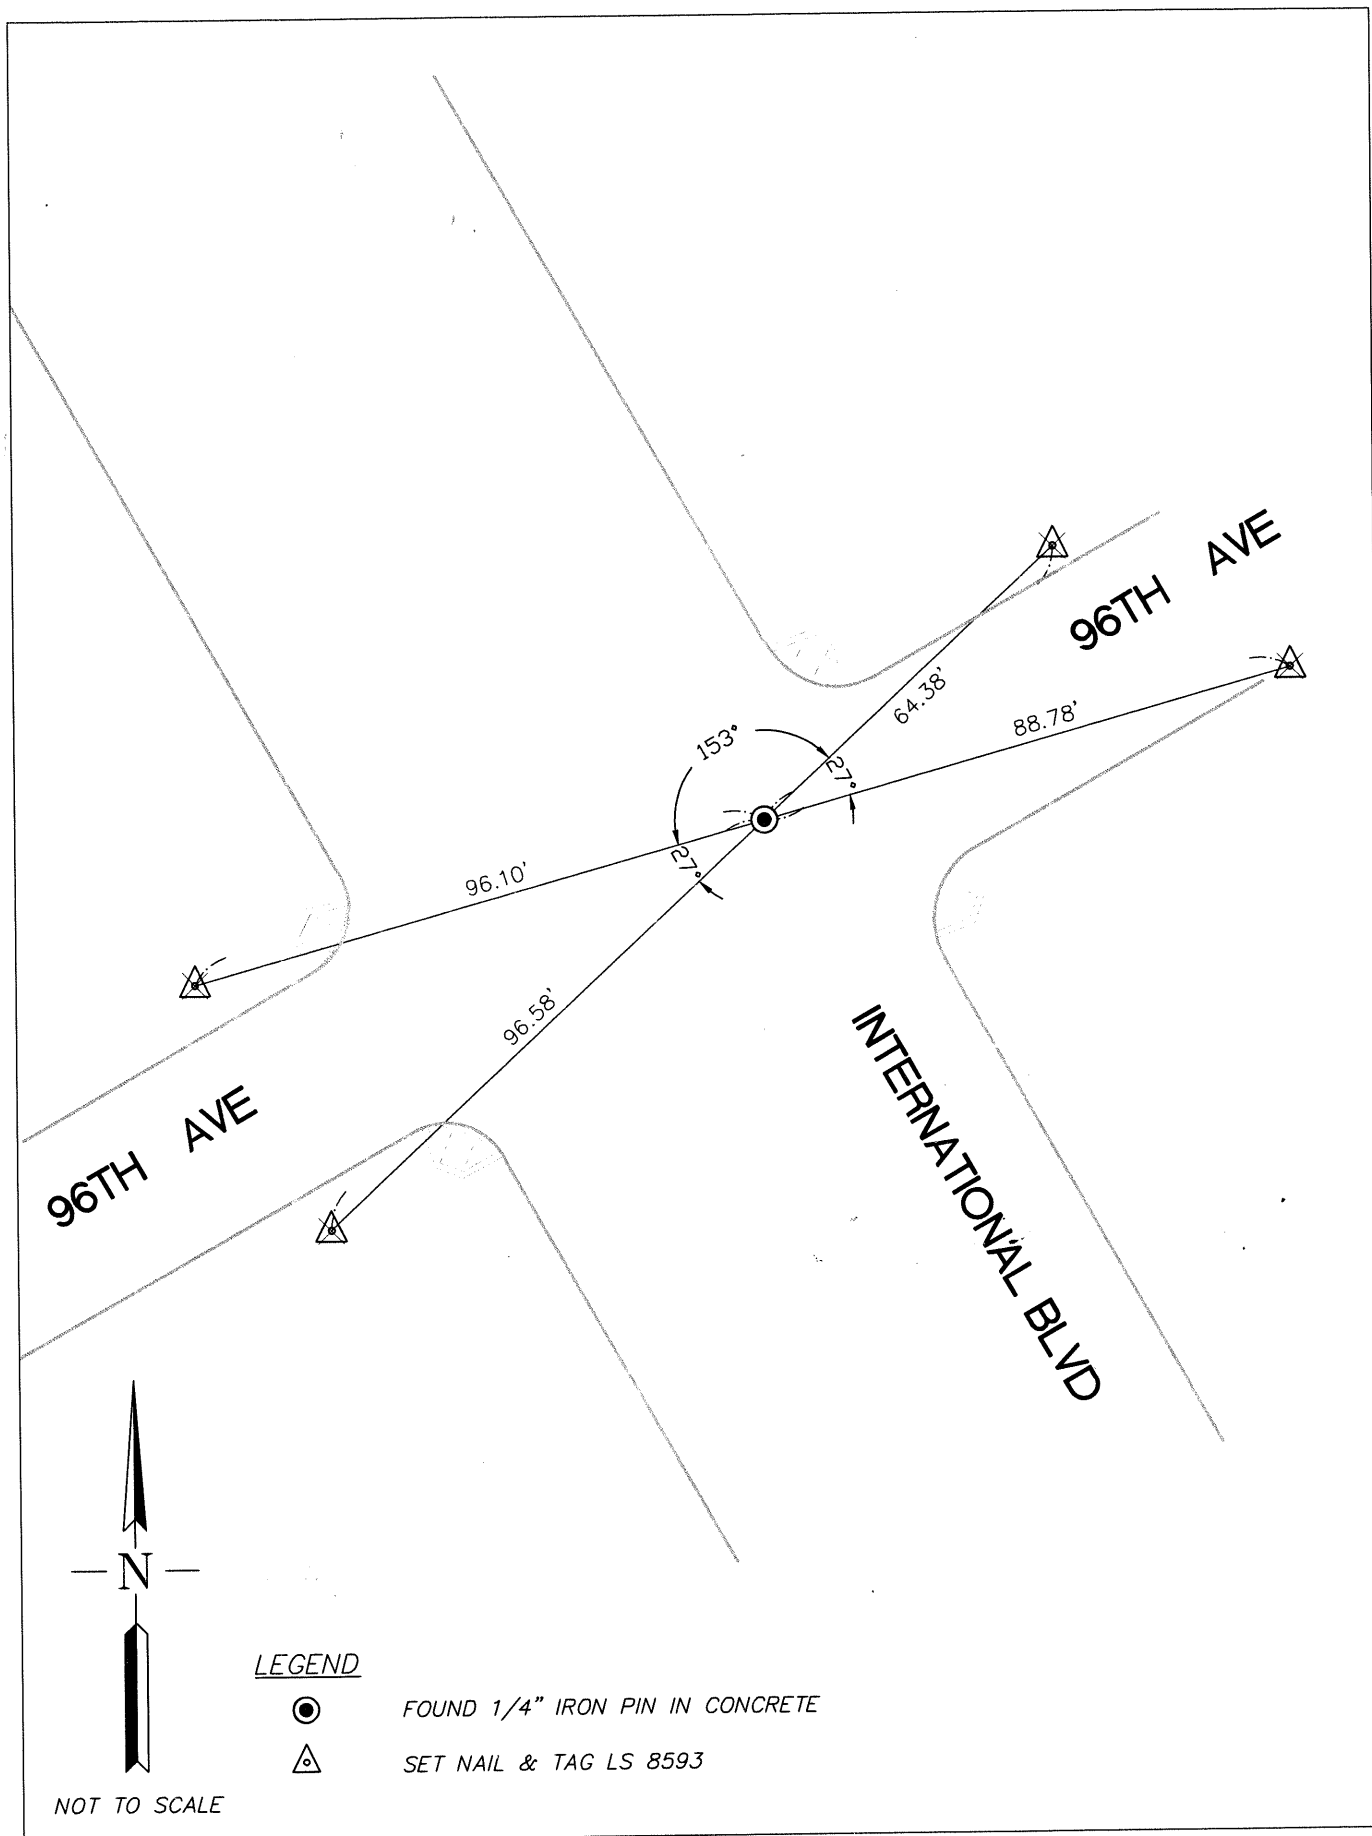 96TH AVE
64.38'
88.78'
153°
27°
96.10'
27°
96.58'
INTERNATIONAL BLVD
96TH AVE
N
LEGEND
FOUND 1/4" IRON PIN IN CONCRETE
SET NAIL & TAG LS 8593
NOT TO SCALE